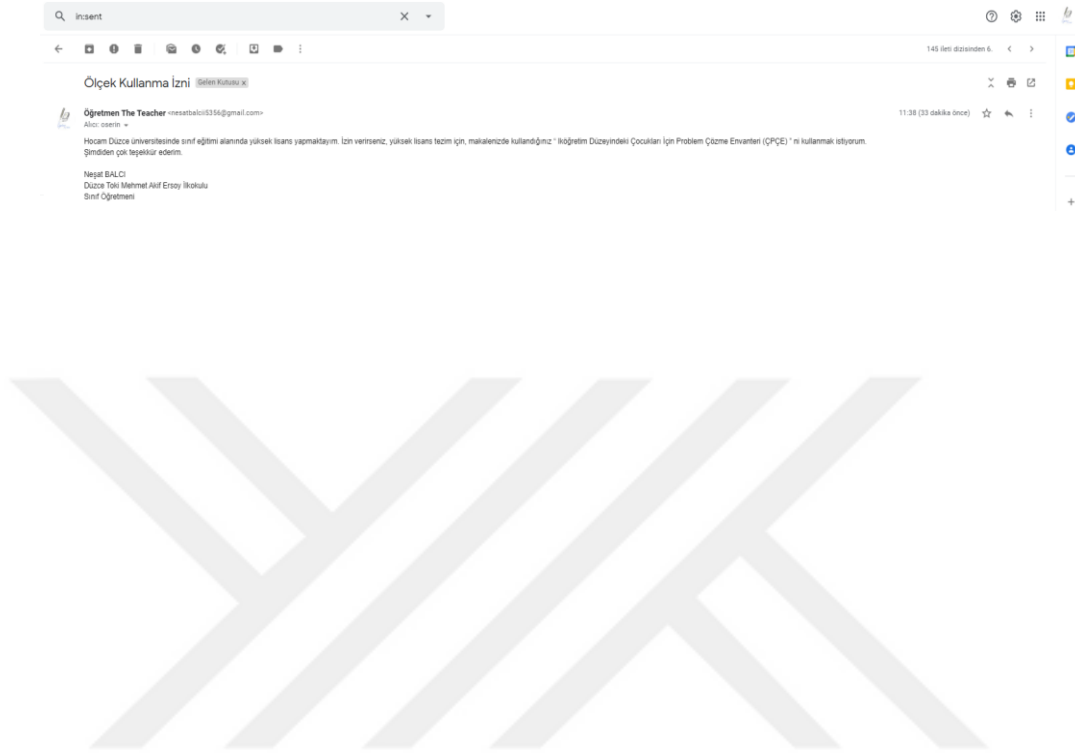 in:sent
145 ileti dizisinden 6.
Ölçek Kullanma İzni Gelen Kutusu x
Öğretmen The Teacher <nesatbalcii5356@gmail.com> 11:38 (33 dakika önce)
Alıcı: oserin
Hocam Düzce üniversitesinde sınıf eğitimi alanında yüksek lisans yapmaktayım. İzin verirseniz, yüksek lisans tezim için, makalenizde kullandığınız " lköğretim Düzeyindeki Çocukları İçin Problem Çözme Envanteri (ÇPÇE) " ni kullanmak istiyorum.
Şimdiden çok teşekkür ederim.
Neşat BALCI
Düzce Toki Mehmet Akif Ersoy İlkokulu
Sınıf Öğretmeni